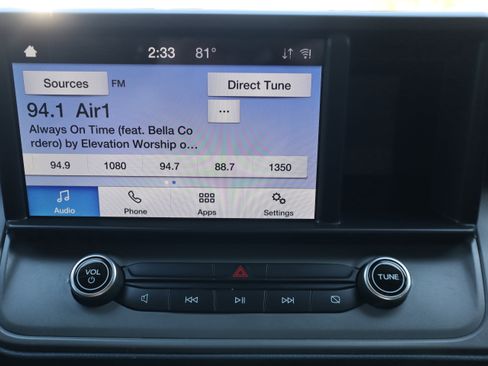 2:33 81°
Sources FM Direct Tune
94.1 Air1 ...
Always On Time (feat. Bella Co
rdero) by Elevation Worship o...
94.9 1080 94.7 88.7 1350
Audio Phone Apps Settings
VOL TUNE